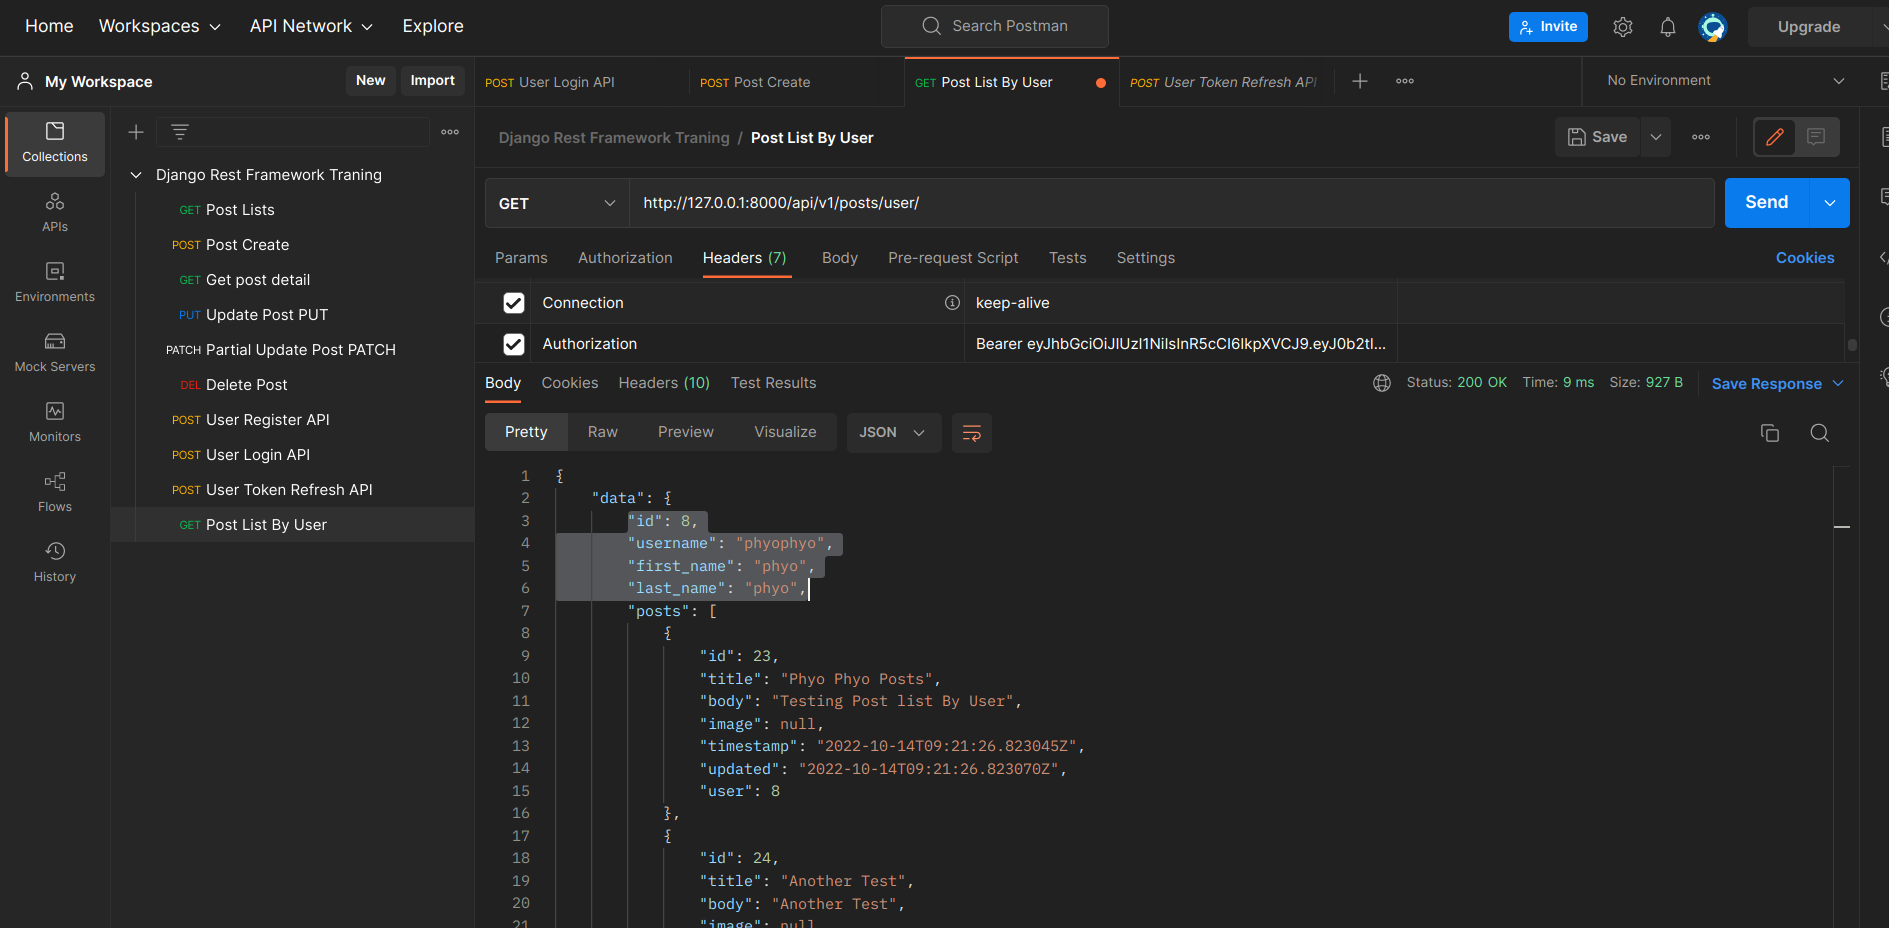 Home Workspaces API Network Explore Search Postman Invite Upgrade
My Workspace New Import POST User Login API POST Post Create GET Post List By User POST User Token Refresh API No Environment
Collections
APIs
Environments
Mock Servers
Monitors
Flows
History
Django Rest Framework Traning
GET Post Lists
POST Post Create
GET Get post detail
PUT Update Post PUT
PATCH Partial Update Post PATCH
DEL Delete Post
POST User Register API
POST User Login API
POST User Token Refresh API
GET Post List By User
Django Rest Framework Traning / Post List By User Save
GET http://127.0.0.1:8000/api/v1/posts/user/ Send
Params Authorization Headers (7) Body Pre-request Script Tests Settings Cookies
Connection keep-alive
Authorization Bearer eyJhbGciOiJIUzI1NiIsInR5cCI6IkpXVCJ9.eyJ0b2tl...
Body Cookies Headers (10) Test Results Status: 200 OK Time: 9 ms Size: 927 B Save Response
Pretty Raw Preview Visualize JSON
1 {
2 "data": {
3 "id": 8,
4 "username": "phyophyo",
5 "first_name": "phyo",
6 "last_name": "phyo",
7 "posts": [
8 {
9 "id": 23,
10 "title": "Phyo Phyo Posts",
11 "body": "Testing Post list By User",
12 "image": null,
13 "timestamp": "2022-10-14T09:21:26.823045Z",
14 "updated": "2022-10-14T09:21:26.823070Z",
15 "user": 8
16 },
17 {
18 "id": 24,
19 "title": "Another Test",
20 "body": "Another Test",
21 "image": null